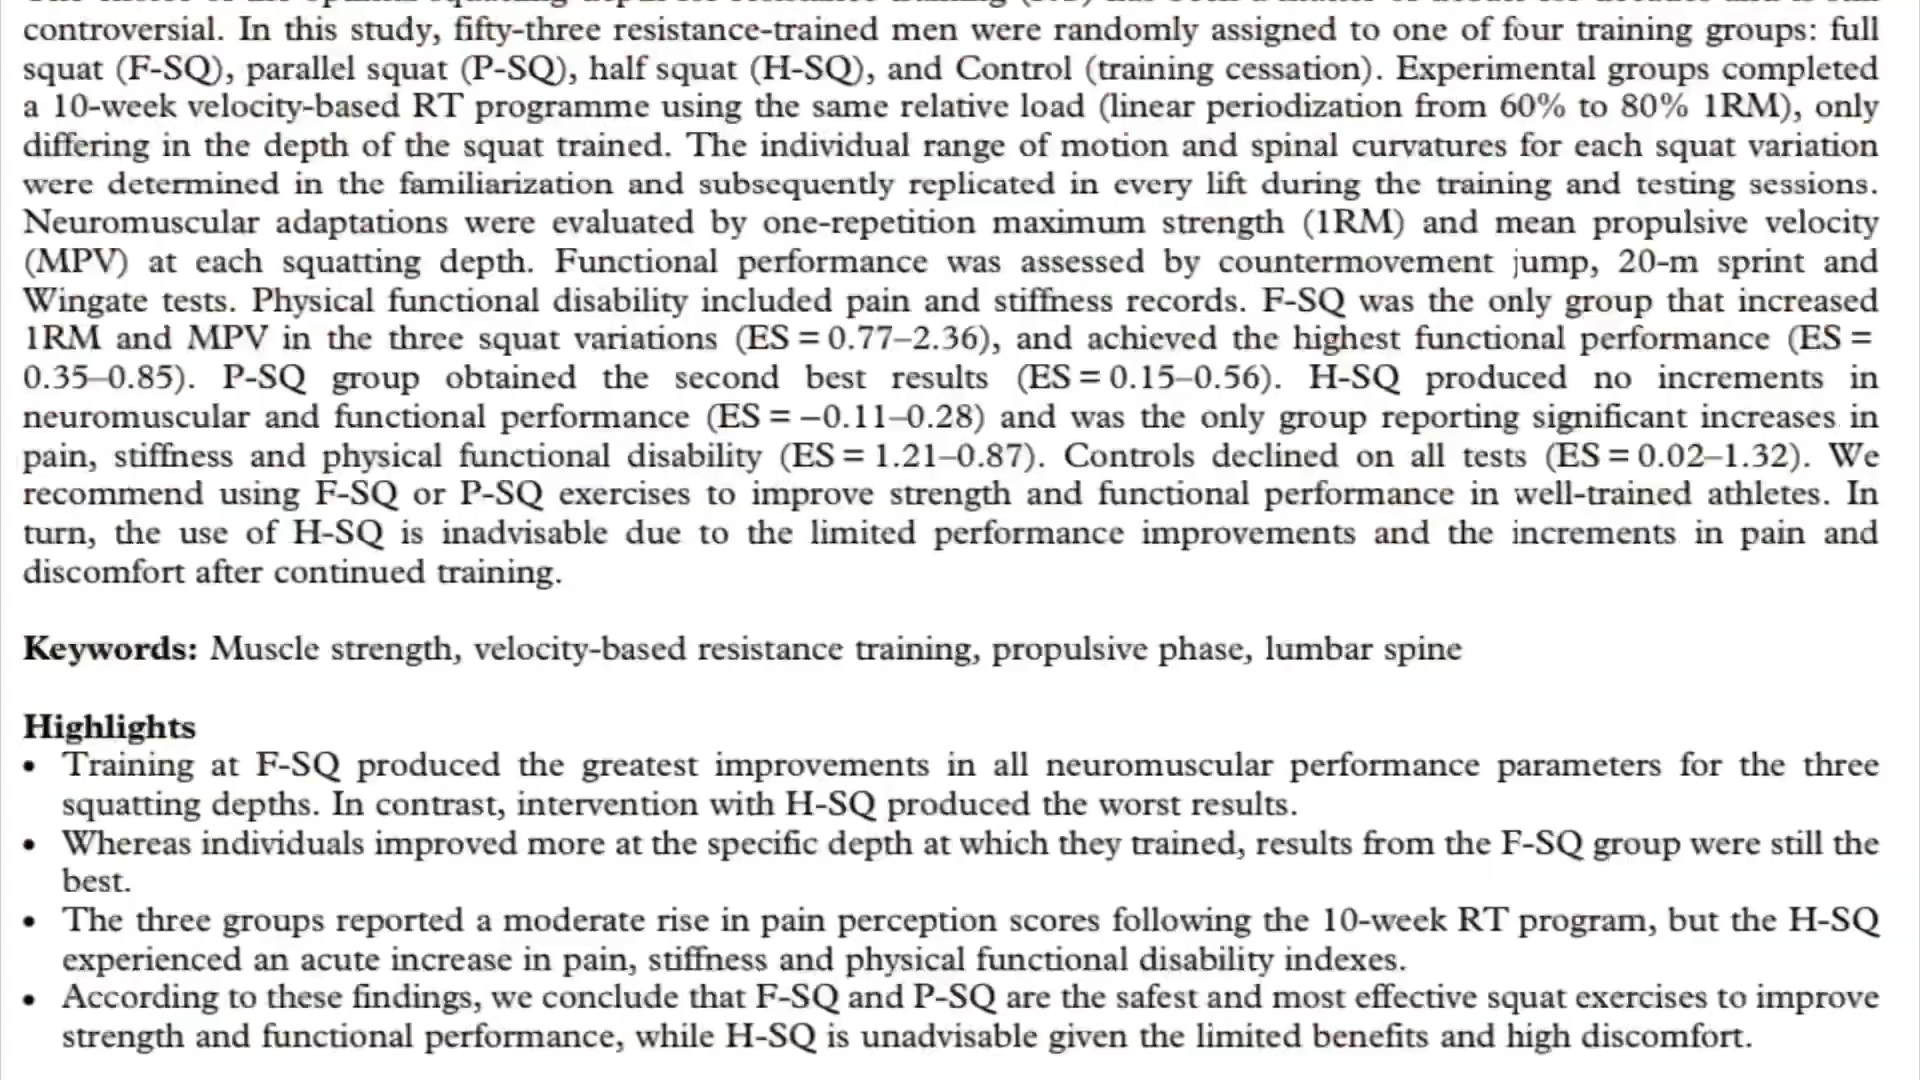 controversial. In this study, fifty-three resistance-trained men were randomly assigned to one of four training groups: full
squat (F-SQ), parallel squat (P-SQ), half squat (H-SQ), and Control (training cessation). Experimental groups completed
a 10-week velocity-based RT programme using the same relative load (linear periodization from 60% to 80% 1RM), only
differing in the depth of the squat trained. The individual range of motion and spinal curvatures for each squat variation
were determined in the familiarization and subsequently replicated in every lift during the training and testing sessions.
Neuromuscular adaptations were evaluated by one-repetition maximum strength (1RM) and mean propulsive velocity
(MPV) at each squatting depth. Functional performance was assessed by countermovement jump, 20-m sprint and
Wingate tests. Physical functional disability included pain and stiffness records. F-SQ was the only group that increased
1RM and MPV in the three squat variations (ES = 0.77–2.36), and achieved the highest functional performance (ES =
0.35–0.85). P-SQ group obtained the second best results (ES = 0.15–0.56). H-SQ produced no increments in
neuromuscular and functional performance (ES = −0.11–0.28) and was the only group reporting significant increases in
pain, stiffness and physical functional disability (ES = 1.21–0.87). Controls declined on all tests (ES = 0.02–1.32). We
recommend using F-SQ or P-SQ exercises to improve strength and functional performance in well-trained athletes. In
turn, the use of H-SQ is inadvisable due to the limited performance improvements and the increments in pain and
discomfort after continued training.
Keywords: Muscle strength, velocity-based resistance training, propulsive phase, lumbar spine
Highlights
• Training at F-SQ produced the greatest improvements in all neuromuscular performance parameters for the three
squatting depths. In contrast, intervention with H-SQ produced the worst results.
• Whereas individuals improved more at the specific depth at which they trained, results from the F-SQ group were still the
best.
• The three groups reported a moderate rise in pain perception scores following the 10-week RT program, but the H-SQ
experienced an acute increase in pain, stiffness and physical functional disability indexes.
• According to these findings, we conclude that F-SQ and P-SQ are the safest and most effective squat exercises to improve
strength and functional performance, while H-SQ is unadvisable given the limited benefits and high discomfort.